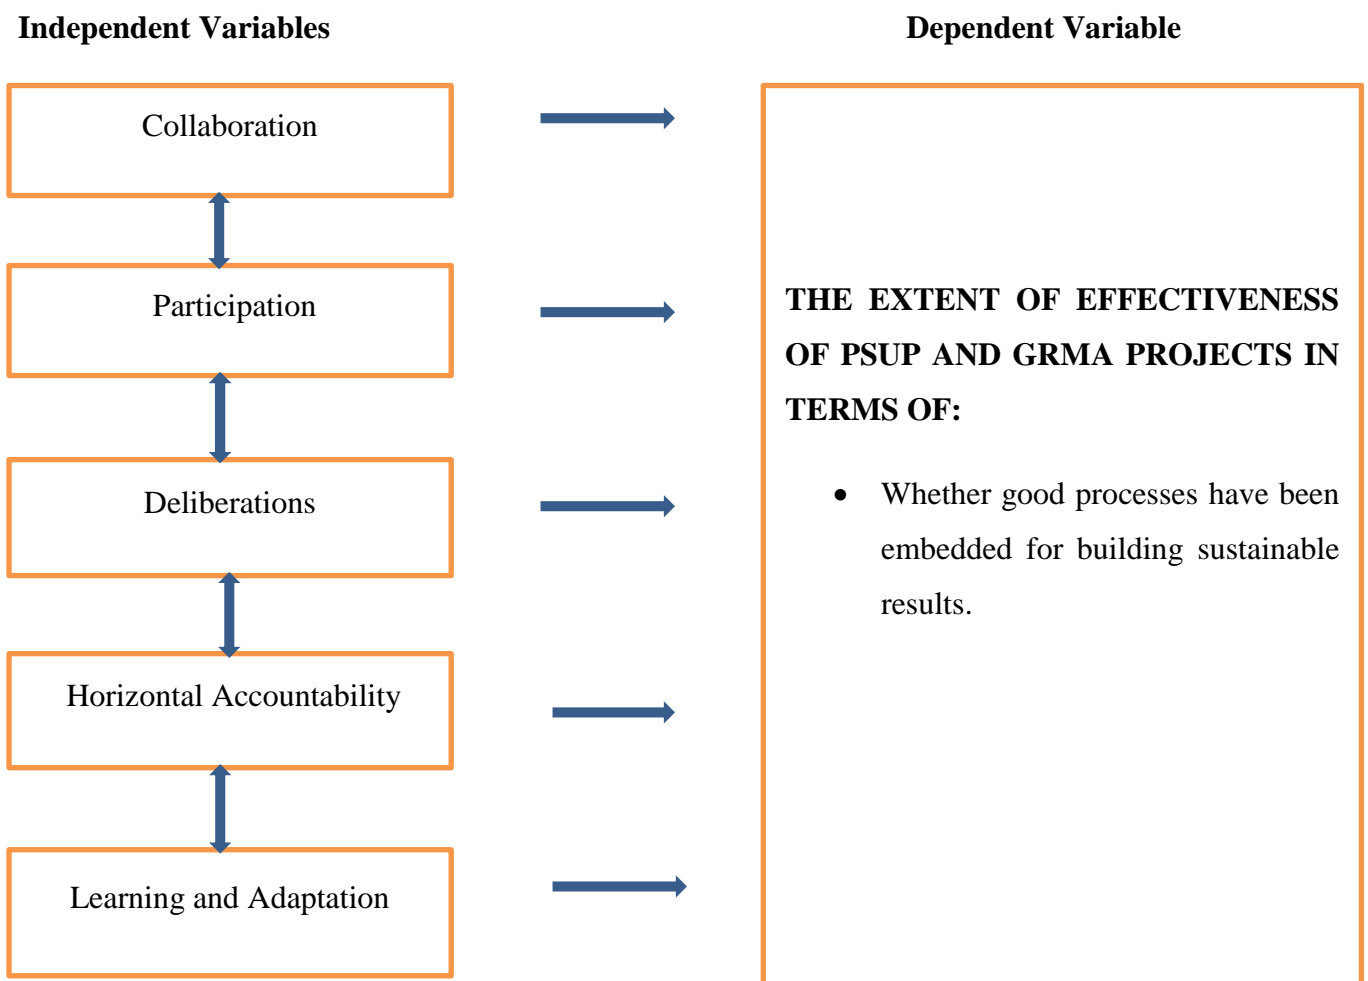 Independent Variables
Dependent Variable
Collaboration
Participation
Deliberations
Horizontal Accountability
Learning and Adaptation
THE EXTENT OF EFFECTIVENESS
OF PSUP AND GRMA PROJECTS IN
TERMS OF:
• Whether good processes have been
embedded for building sustainable
results.